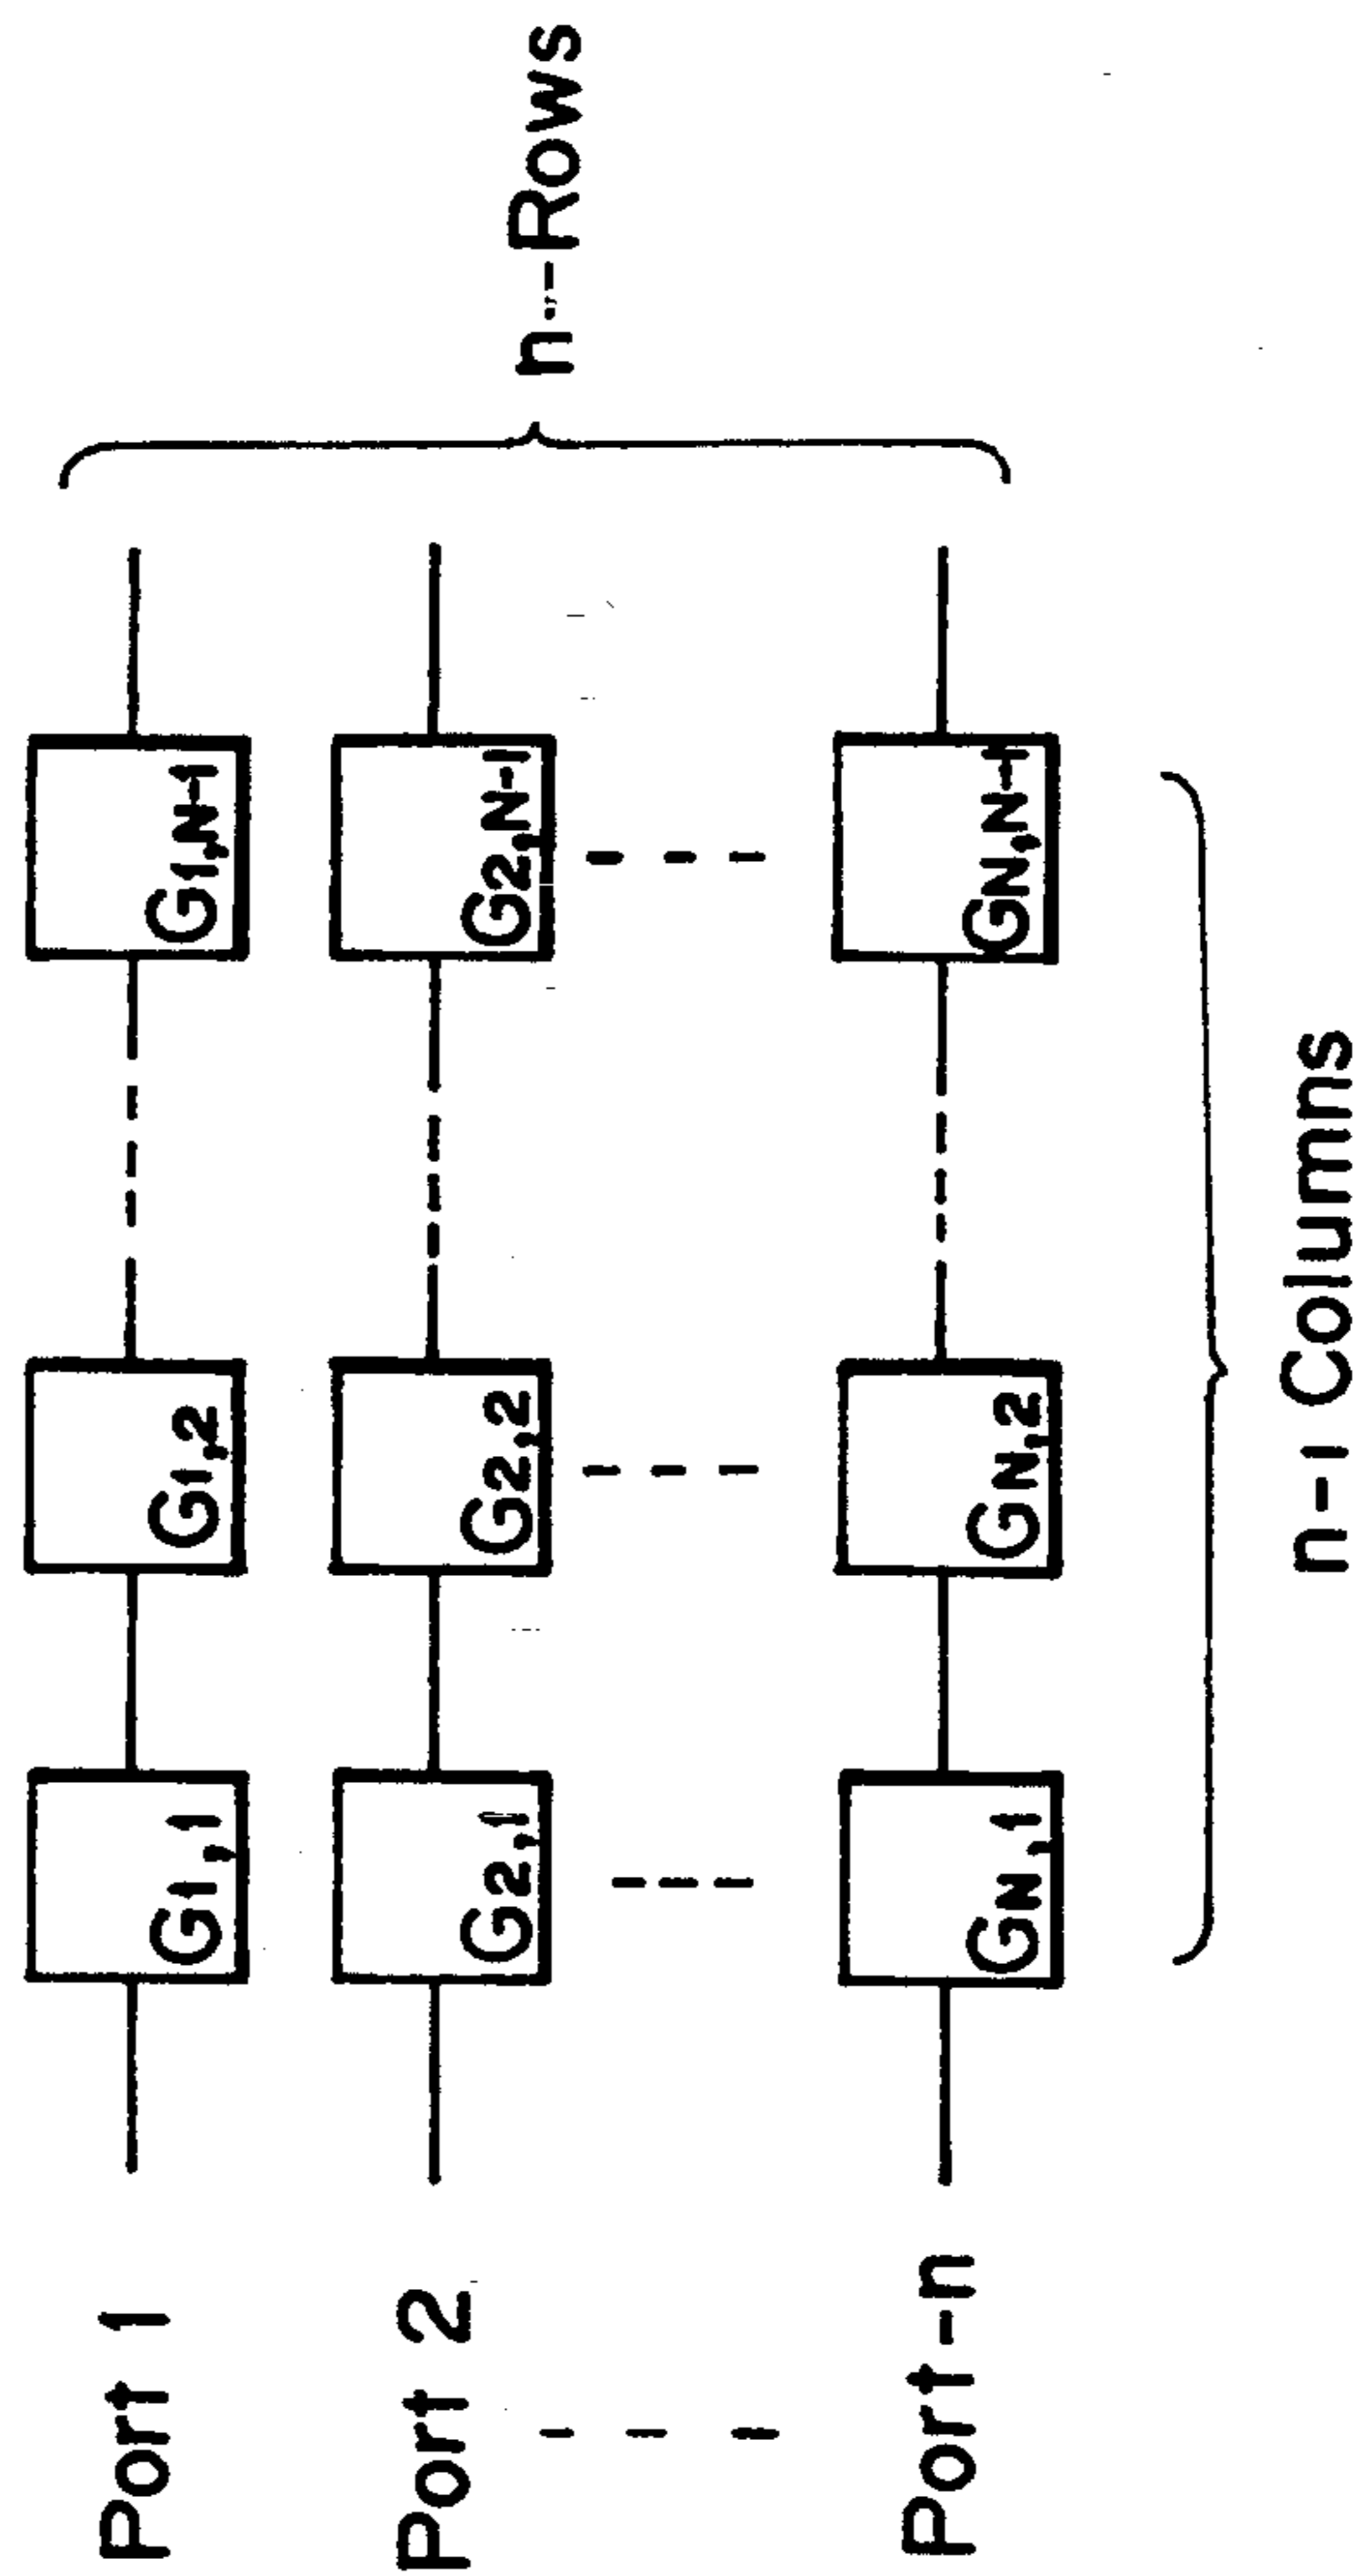 Port 1 G1,1 G1,2 G1,N-1
Port 2 G2,1 G2,2 G2,N-1
Port-n GN,1 GN,2 GN,N-1
n--Rows
n-1 Columns